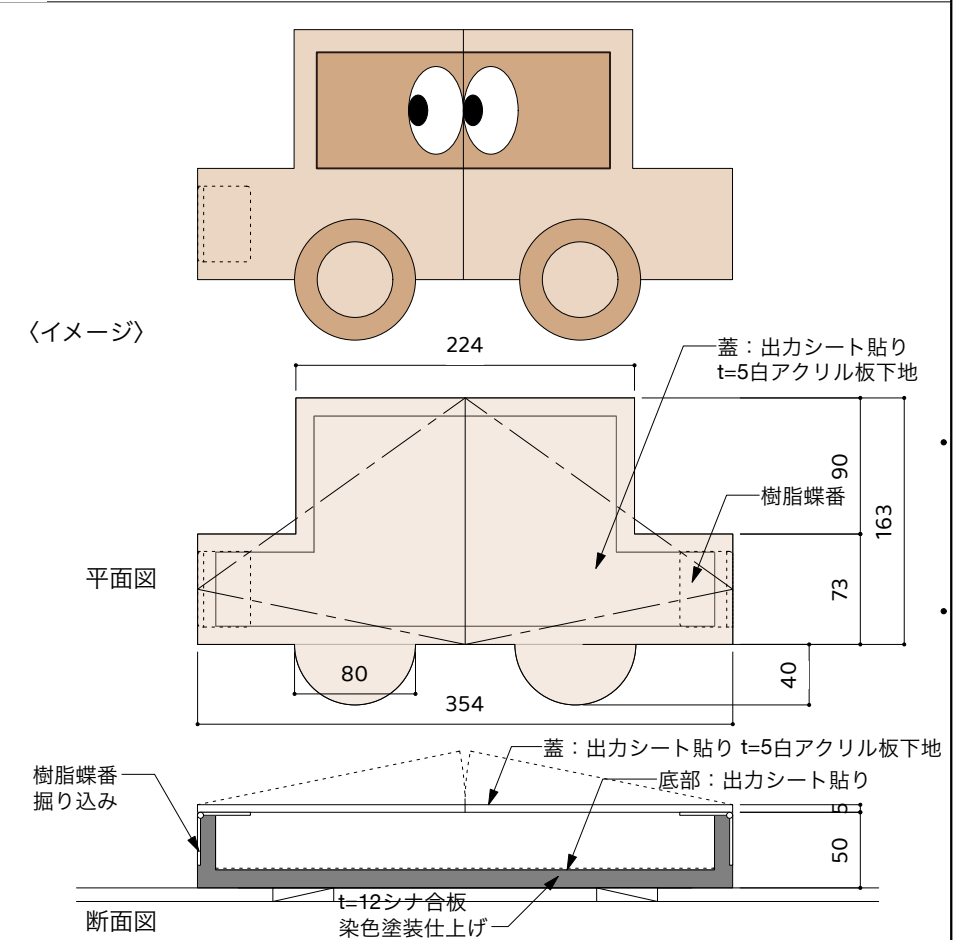 〈イメージ〉
224
蓋：出力シート貼り
t=5白アクリル板下地
90
樹脂蝶番
163
平面図
73
80
40
354
蓋：出力シート貼り t=5白アクリル板下地
樹脂蝶番
掘り込み
底部：出力シート貼り
5
50
t=12シナ合板
染色塗装仕上げ
断面図